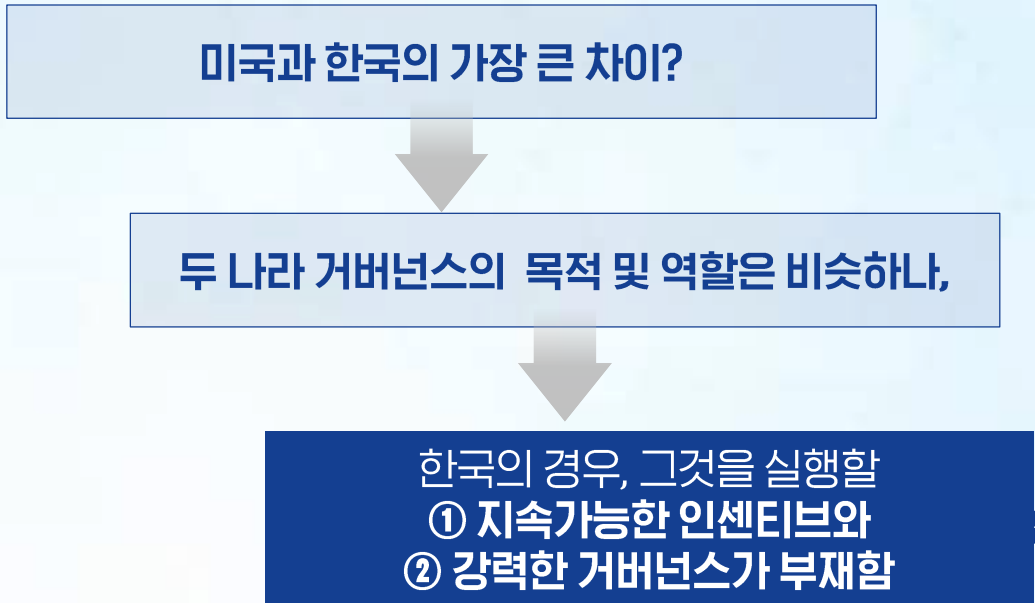 미국과 한국의 가장 큰 차이?
두 나라 거버넌스의 목적 및 역할은 비슷하나,
한국의 경우, 그것을 실행할
① 지속가능한 인센티브와
② 강력한 거버넌스가 부재함